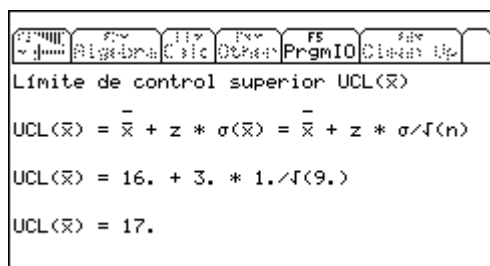 F5
Algebra Calc Other PrgmIO Clean Up
Límite de control superior UCL(x̄)
UCL(x̄) = x̄̄ + z * σ(x̄) = x̄̄ + z * σ/√(n)
UCL(x̄) = 16. + 3. * 1./√(9.)
UCL(x̄) = 17.